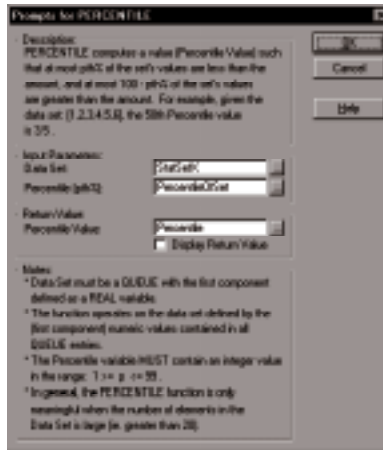 Prompts for PERCENTILE
Description:
PERCENTILE computes a value (Percentile Value) such
that at most pth% of the set's values are less than the
amount, and at most 100 - pth% of the set's values
are greater than the amount. For example, given the
data set: [1,2,3,4,5,6], the 50th Percentile value
is 3.5 .
OK
Cancel
Help
Input Parameters:
Data Set:
StatSetX
Percentile (pth%):
PercentileOfSet
Return Value:
Percentile Value:
Percentile
Display Return Value
Notes:
* Data Set must be a QUEUE with the first component
defined as a REAL variable.
* The function operates on the data set defined by the
(first component) numeric values contained in all
QUEUE entries.
* The Percentile variable MUST contain an integer value
in the range: 1 >= p <= 99 .
* In general, the PERCENTILE function is only
meaningful when the number of elements in the
Data Set is large (ie. greater than 20).